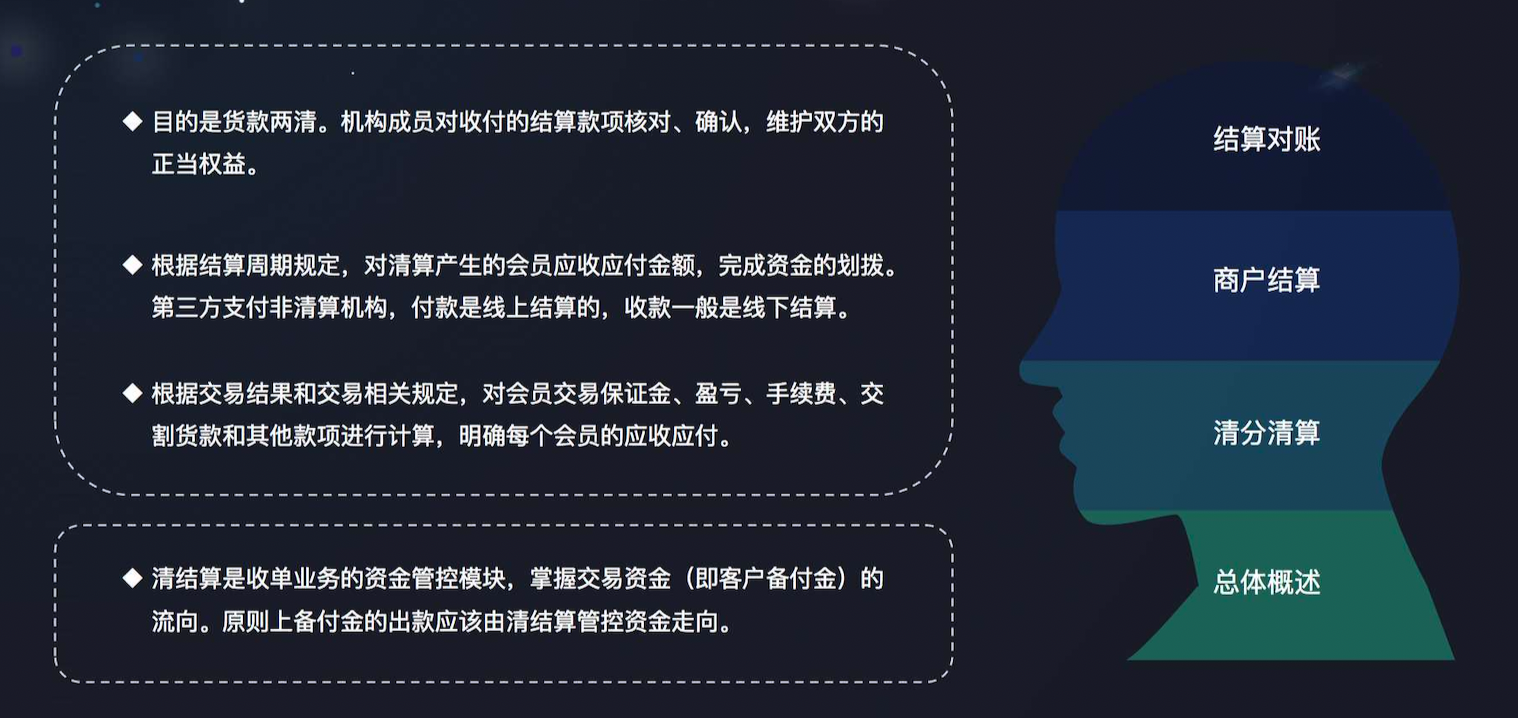 ◆ 目的是货款两清。机构成员对收付的结算款项核对、确认，维护双方的
正当权益。
◆ 根据结算周期规定，对清算产生的会员应收应付金额，完成资金的划拨。
第三方支付非清算机构，付款是线上结算的，收款一般是线下结算。
◆ 根据交易结果和交易相关规定，对会员交易保证金、盈亏、手续费、交
割货款和其他款项进行计算，明确每个会员的应收应付。
◆ 清结算是收单业务的资金管控模块，掌握交易资金（即客户备付金）的
流向。原则上备付金的出款应该由清结算管控资金走向。
结算对账
商户结算
清分清算
总体概述